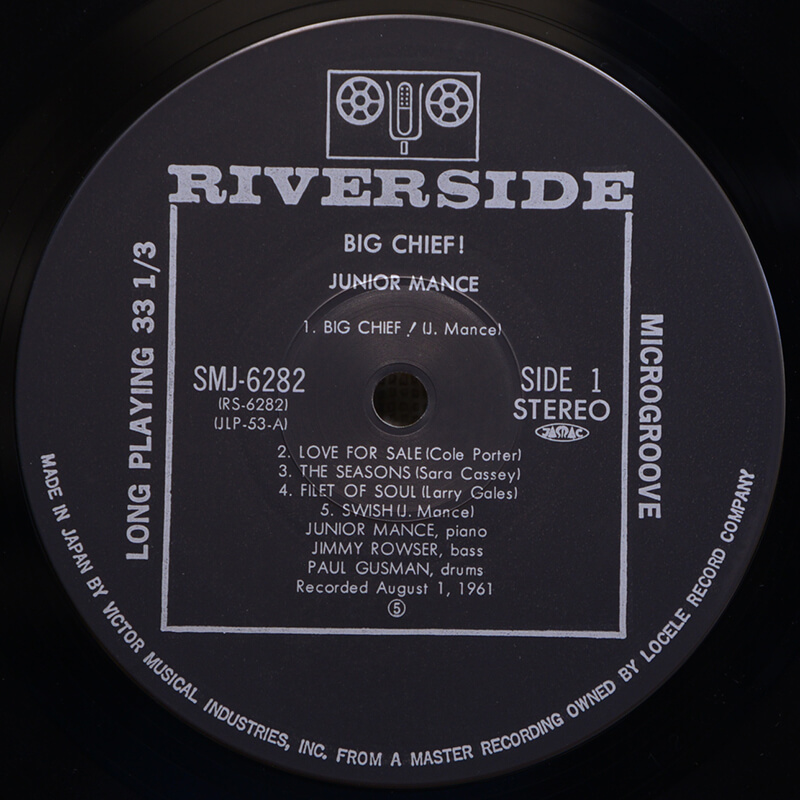 RIVERSIDE
BIG CHIEF!
JUNIOR MANCE
1. BIG CHIEF! (J. Mance)
SMJ-6282
(RS-6282)
(JLP-53-A)
SIDE 1
STEREO
JASRAC
2. LOVE FOR SALE (Cole Porter)
3. THE SEASONS (Sara Cassey)
4. FILET OF SOUL (Larry Gales)
5. SWISH (J. Mance)
JUNIOR MANCE, piano
JIMMY ROWSER, bass
PAUL GUSMAN, drums
Recorded August 1, 1961
⑤
LONG PLAYING 33 1/3
MICROGROOVE
MADE IN JAPAN BY VICTOR MUSICAL INDUSTRIES, INC. FROM A MASTER RECORDING OWNED BY LOCELE RECORD COMPANY